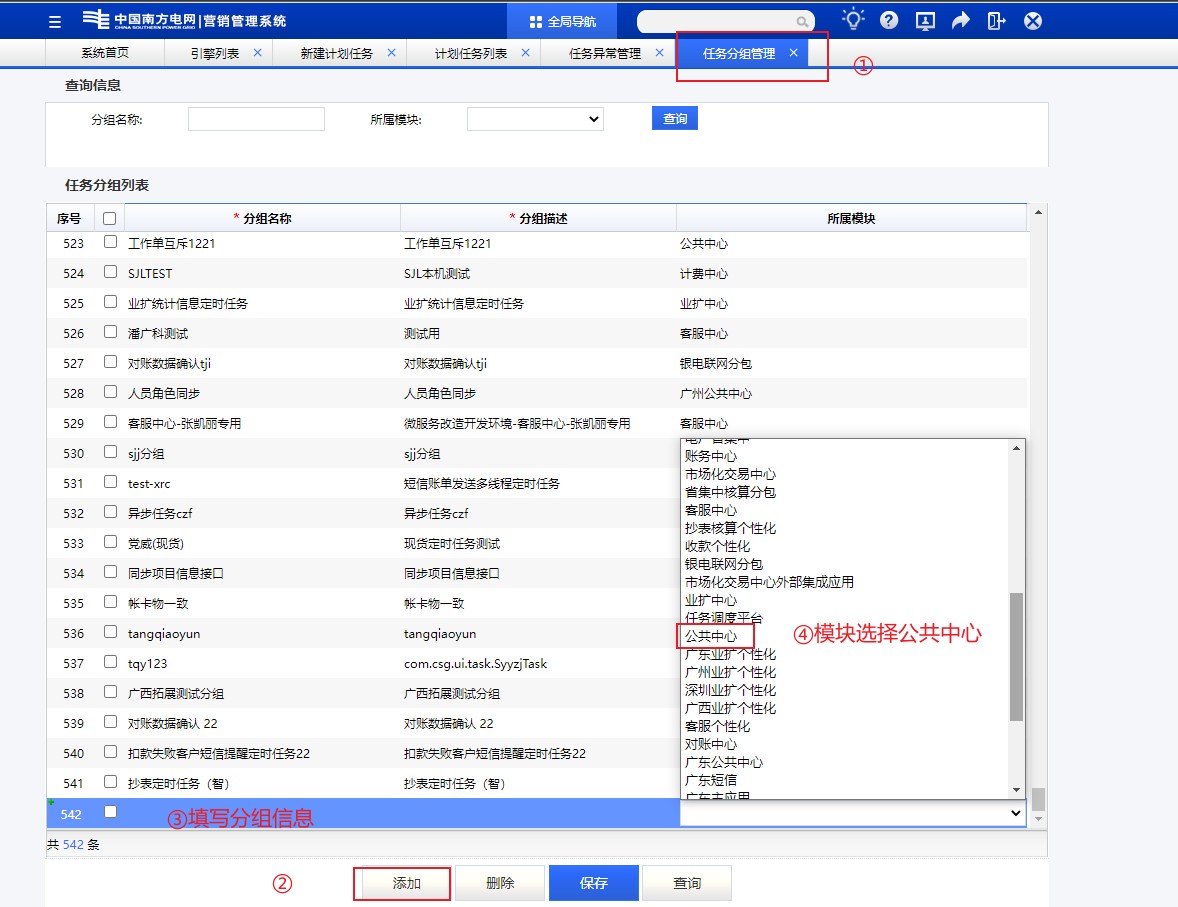 中国南方电网 | 营销管理系统
CHINA SOUTHERN POWER GRID
全局导航
系统首页 引擎列表 × 新建计划任务 × 计划任务列表 × 任务异常管理 × 任务分组管理 × ①
查询信息
分组名称: 所属模块: 查询
任务分组列表
序号 * 分组名称 * 分组描述 所属模块
523 工作单互斥1221 工作单互斥1221 公共中心
524 SJLTEST SJL本机测试 计费中心
525 业扩统计信息定时任务 业扩统计信息定时任务 业扩中心
526 潘广科测试 测试用 客服中心
527 对账数据确认tji 对账数据确认tji 银电联网分包
528 人员角色同步 人员角色同步 广州公共中心
529 客服中心-张凯丽专用 微服务改造开发环境-客服中心-张凯丽专用 客服中心
530 sjj分组 sjj分组
531 test-xrc 短信账单发送多线程定时任务
532 异步任务czf 异步任务czf
533 党威(现货) 现货定时任务测试
534 同步项目信息接口 同步项目信息接口
535 帐卡物一致 帐卡物一致
536 tangqiaoyun tangqiaoyun
537 tqy123 com.csg.ui.task.SyyzjTask
538 广西拓展测试分组 广西拓展测试分组
539 对账数据确认 22 对账数据确认 22
540 扣款失败客户短信提醒定时任务22 扣款失败客户短信提醒定时任务22
541 抄表定时任务（智） 抄表定时任务（智）
542 ③填写分组信息
账务中心
市场化交易中心
省集中核算分包
客服中心
抄表核算个性化
收款个性化
银电联网分包
市场化交易中心外部集成应用
业扩中心
任务调度平台
公共中心 ④模块选择公共中心
广东业扩个性化
广州业扩个性化
深圳业扩个性化
广西业扩个性化
客服个性化
对账中心
广东公共中心
广东短信
广东主应用
共 542 条
② 添加 删除 保存 查询